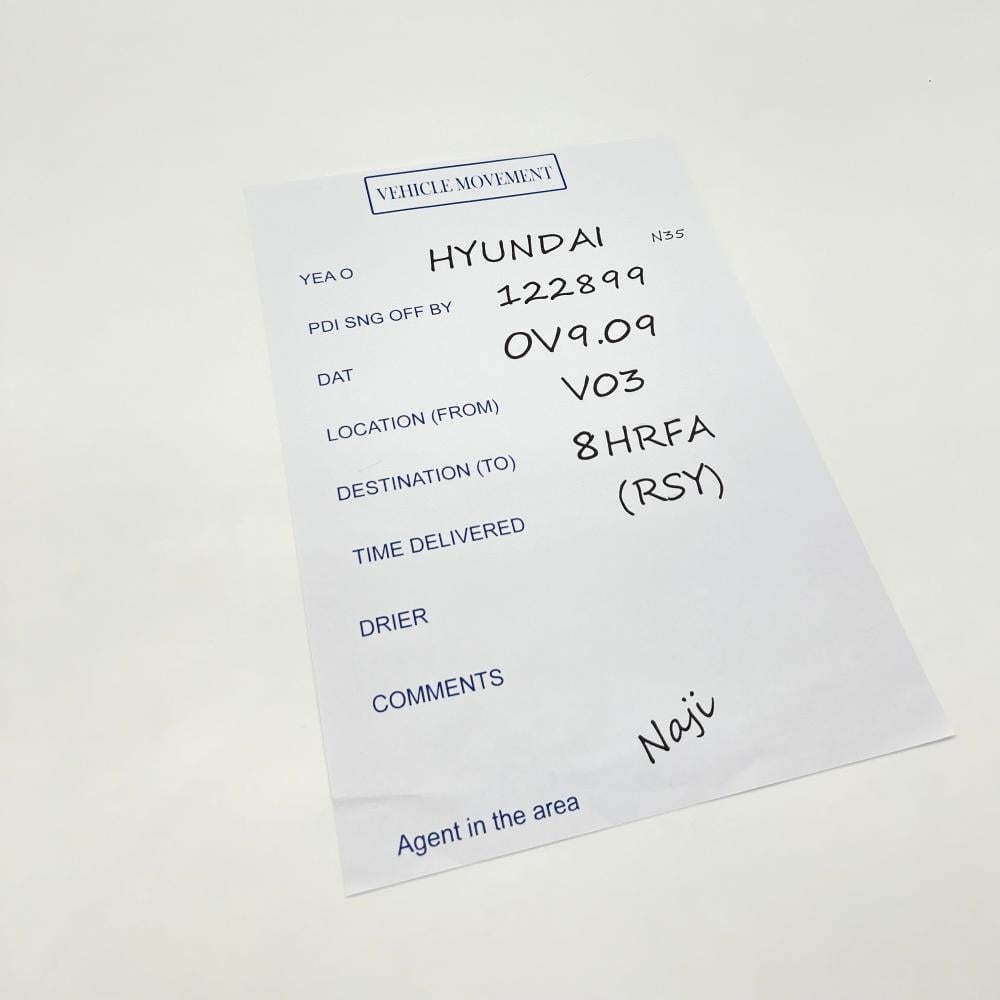 VEHICLE MOVEMENT
YEA O HYUNDAI N35
PDI SNG OFF BY 122899
DAT OV9.09
LOCATION (FROM) VO3
DESTINATION (TO) 8HRFA
(RSY)
TIME DELIVERED
DRIER
COMMENTS
Naji
Agent in the area